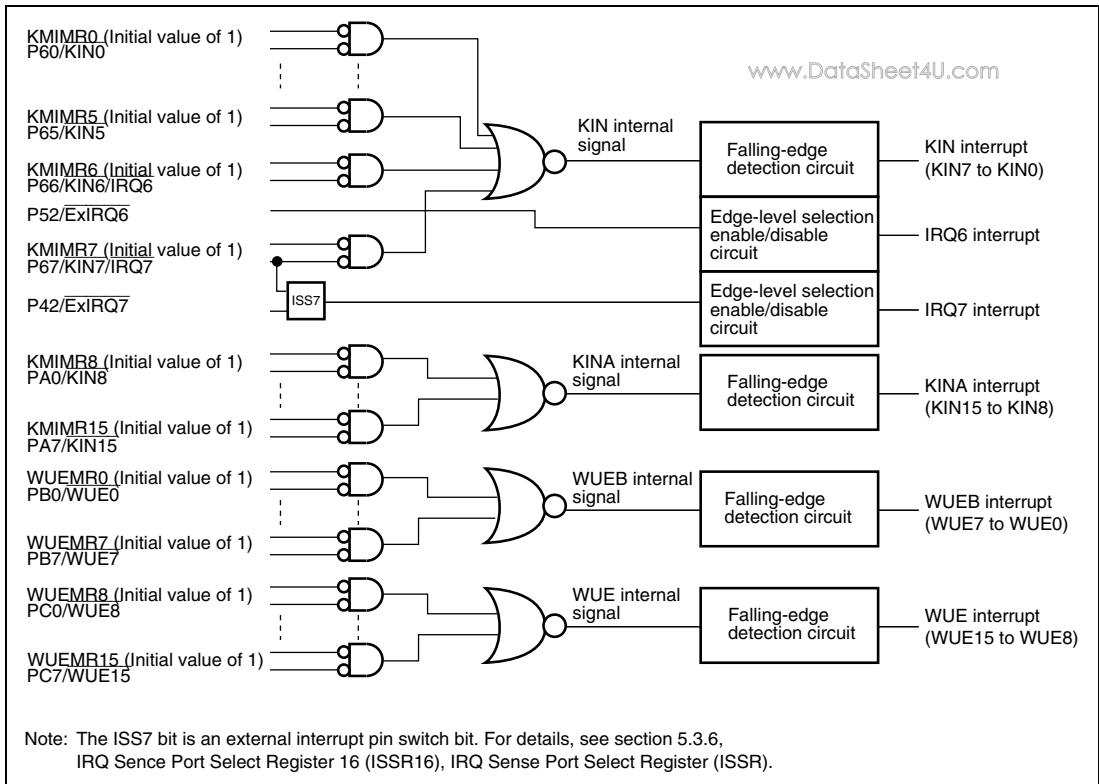 KMIMR0 (Initial value of 1)
P60/KIN0
www.DataSheet4U.com
KMIMR5 (Initial value of 1)
P65/KIN5
KMIMR6 (Initial value of 1)
P66/KIN6/IRQ6
P52/ExIRQ6
KMIMR7 (Initial value of 1)
P67/KIN7/IRQ7
P42/ExIRQ7
ISS7
KIN internal
signal
Falling-edge
detection circuit
KIN interrupt
(KIN7 to KIN0)
Edge-level selection
enable/disable
circuit
IRQ6 interrupt
Edge-level selection
enable/disable
circuit
IRQ7 interrupt
KMIMR8 (Initial value of 1)
PA0/KIN8
KMIMR15 (Initial value of 1)
PA7/KIN15
KINA internal
signal
Falling-edge
detection circuit
KINA interrupt
(KIN15 to KIN8)
WUEMR0 (Initial value of 1)
PB0/WUE0
WUEMR7 (Initial value of 1)
PB7/WUE7
WUEB internal
signal
Falling-edge
detection circuit
WUEB interrupt
(WUE7 to WUE0)
WUEMR8 (Initial value of 1)
PC0/WUE8
WUEMR15 (Initial value of 1)
PC7/WUE15
WUE internal
signal
Falling-edge
detection circuit
WUE interrupt
(WUE15 to WUE8)
Note: The ISS7 bit is an external interrupt pin switch bit. For details, see section 5.3.6,
IRQ Sence Port Select Register 16 (ISSR16), IRQ Sense Port Select Register (ISSR).